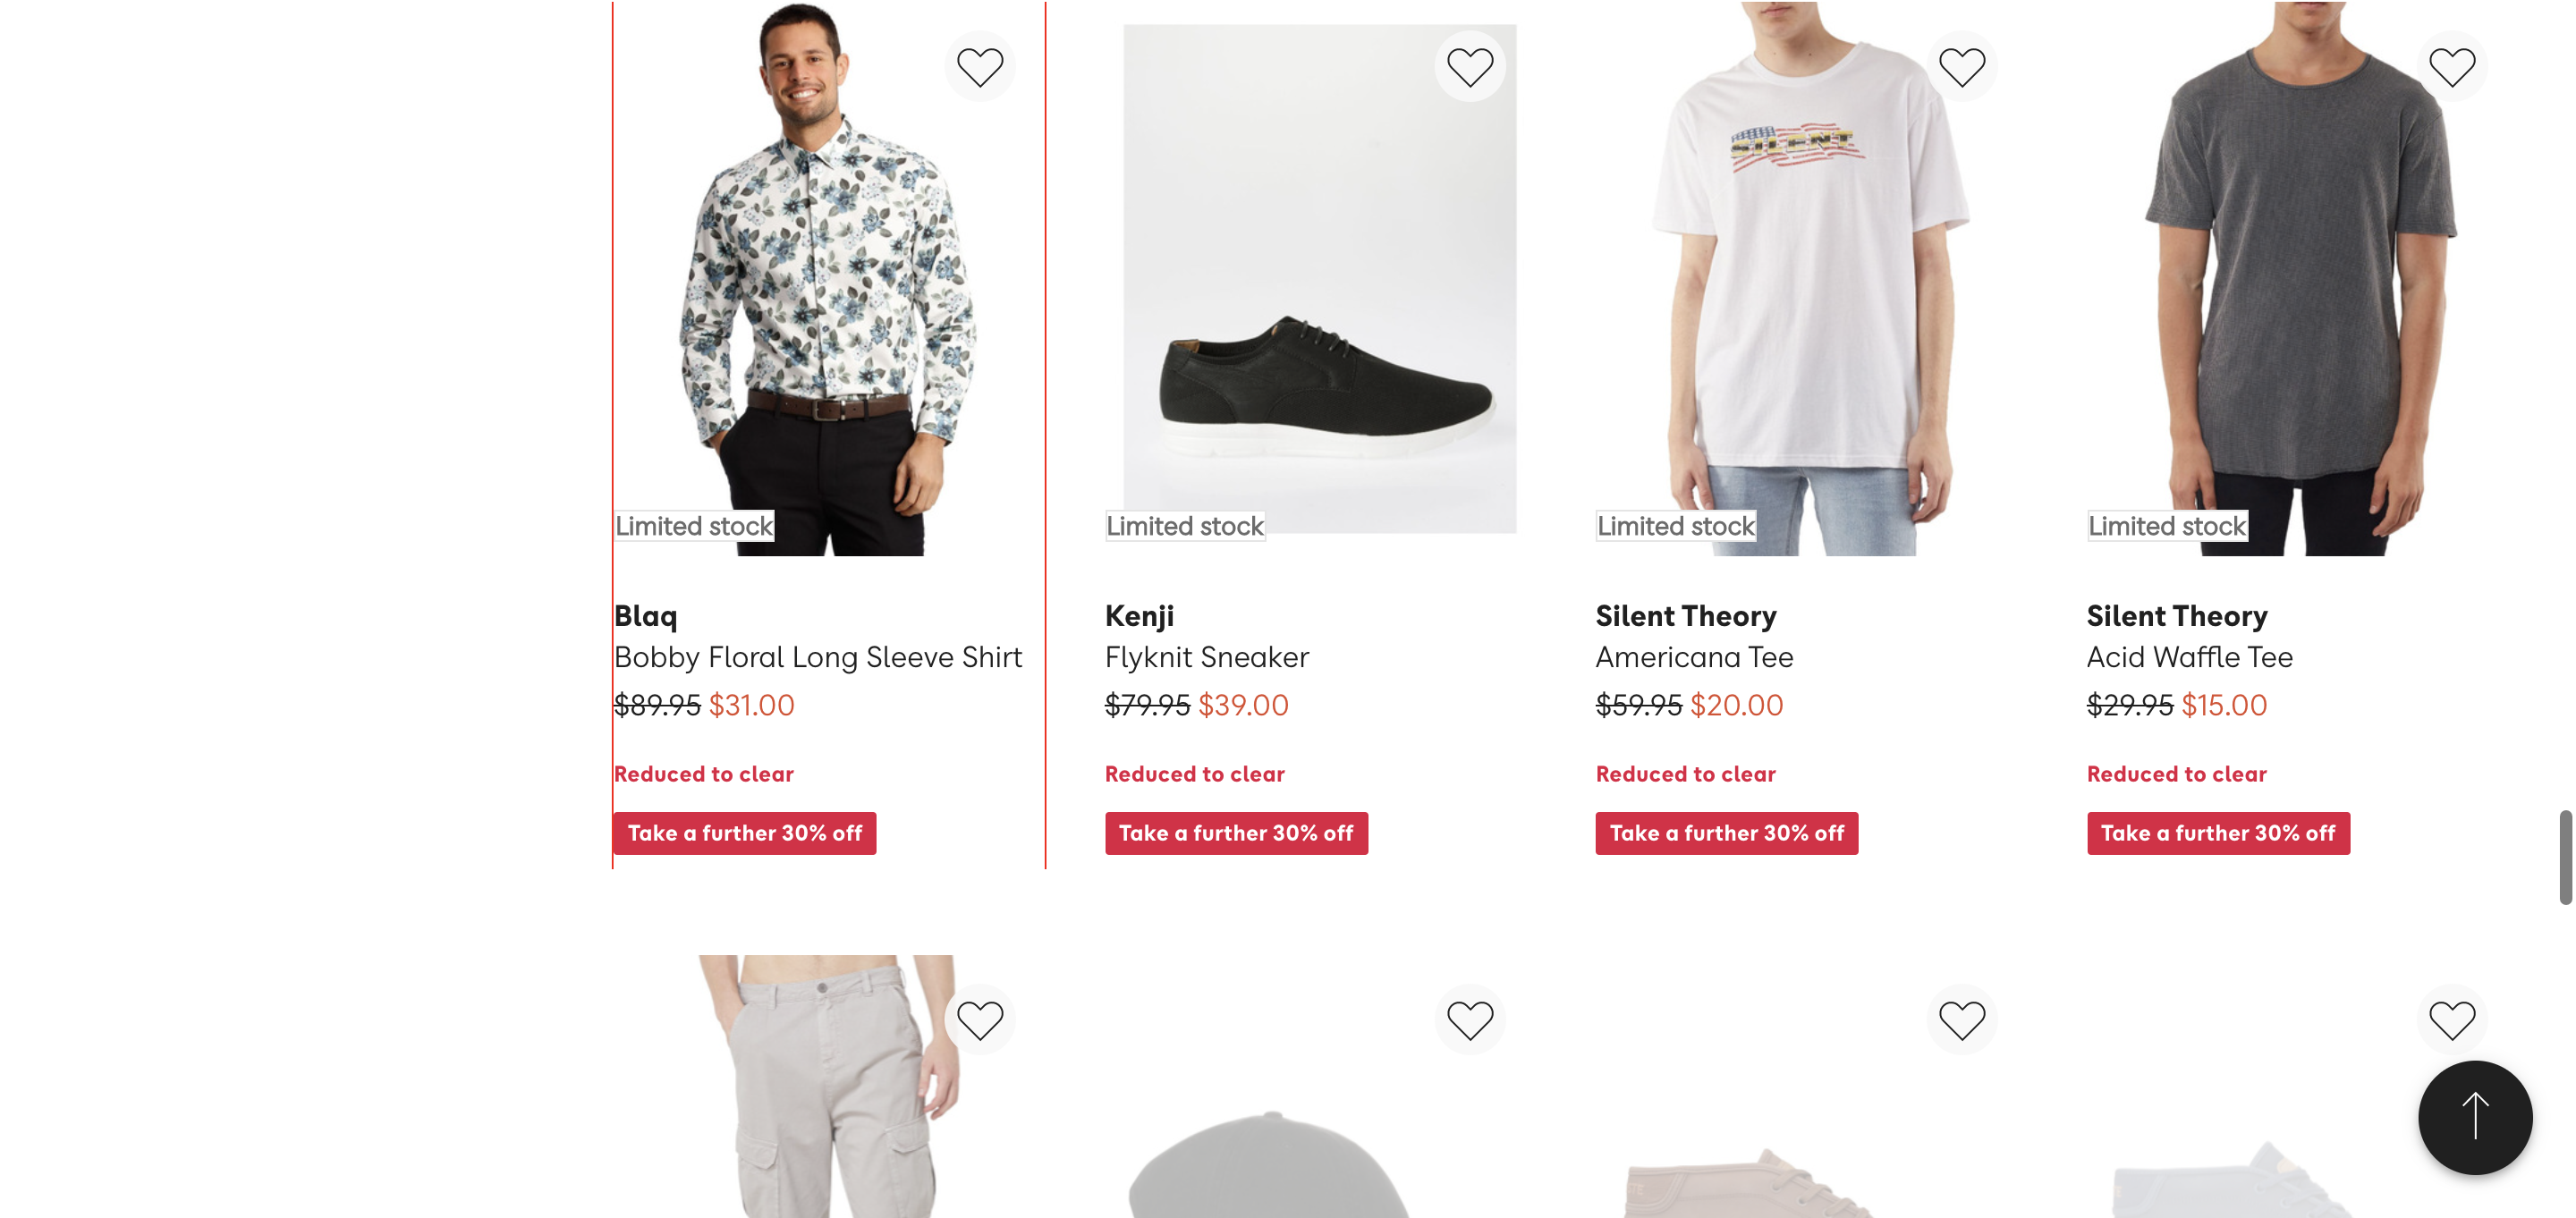 SILENT
Limited stock
Limited stock
Limited stock
Limited stock
Blaq
Bobby Floral Long Sleeve Shirt
$89.95 $31.00
Reduced to clear
Take a further 30% off
Kenji
Flyknit Sneaker
$79.95 $39.00
Reduced to clear
Take a further 30% off
Silent Theory
Americana Tee
$59.95 $20.00
Reduced to clear
Take a further 30% off
Silent Theory
Acid Waffle Tee
$29.95 $15.00
Reduced to clear
Take a further 30% off